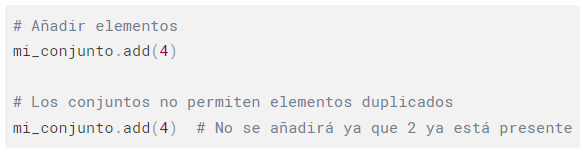 # Añadir elementos
mi_conjunto.add(4)
# Los conjuntos no permiten elementos duplicados
mi_conjunto.add(4)  # No se añadirá ya que 2 ya está presente